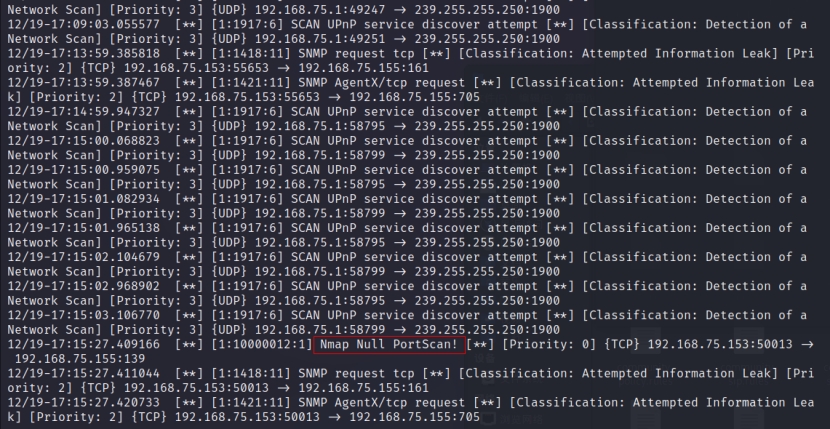 Network Scan] [Priority: 3] {UDP} 192.168.75.1:49247 → 239.255.255.250:1900
12/19-17:09:03.055577  [**] [1:1917:6] SCAN UPnP service discover attempt [**] [Classification: Detection of a
Network Scan] [Priority: 3] {UDP} 192.168.75.1:49251 → 239.255.255.250:1900
12/19-17:13:59.385818  [**] [1:1418:11] SNMP request tcp [**] [Classification: Attempted Information Leak] [Pri
ority: 2] {TCP} 192.168.75.153:55653 → 192.168.75.155:161
12/19-17:13:59.387467  [**] [1:1421:11] SNMP AgentX/tcp request [**] [Classification: Attempted Information Lea
k] [Priority: 2] {TCP} 192.168.75.153:55653 → 192.168.75.155:705
12/19-17:14:59.947327  [**] [1:1917:6] SCAN UPnP service discover attempt [**] [Classification: Detection of a
Network Scan] [Priority: 3] {UDP} 192.168.75.1:58795 → 239.255.255.250:1900
12/19-17:15:00.068823  [**] [1:1917:6] SCAN UPnP service discover attempt [**] [Classification: Detection of a
Network Scan] [Priority: 3] {UDP} 192.168.75.1:58799 → 239.255.255.250:1900
12/19-17:15:00.959075  [**] [1:1917:6] SCAN UPnP service discover attempt [**] [Classification: Detection of a
Network Scan] [Priority: 3] {UDP} 192.168.75.1:58795 → 239.255.255.250:1900
12/19-17:15:01.082934  [**] [1:1917:6] SCAN UPnP service discover attempt [**] [Classification: Detection of a
Network Scan] [Priority: 3] {UDP} 192.168.75.1:58799 → 239.255.255.250:1900
12/19-17:15:01.965138  [**] [1:1917:6] SCAN UPnP service discover attempt [**] [Classification: Detection of a
Network Scan] [Priority: 3] {UDP} 192.168.75.1:58795 → 239.255.255.250:1900
12/19-17:15:02.104679  [**] [1:1917:6] SCAN UPnP service discover attempt [**] [Classification: Detection of a
Network Scan] [Priority: 3] {UDP} 192.168.75.1:58799 → 239.255.255.250:1900
12/19-17:15:02.968902  [**] [1:1917:6] SCAN UPnP service discover attempt [**] [Classification: Detection of a
Network Scan] [Priority: 3] {UDP} 192.168.75.1:58795 → 239.255.255.250:1900
12/19-17:15:03.106770  [**] [1:1917:6] SCAN UPnP service discover attempt [**] [Classification: Detection of a
Network Scan] [Priority: 3] {UDP} 192.168.75.1:58799 → 239.255.255.250:1900
12/19-17:15:27.409166  [**] [1:10000012:1] Nmap Null PortScan! [**] [Priority: 0] {TCP} 192.168.75.153:50013 →
192.168.75.155:139
12/19-17:15:27.411044  [**] [1:1418:11] SNMP request tcp [**] [Classification: Attempted Information Leak] [Pri
ority: 2] {TCP} 192.168.75.153:50013 → 192.168.75.155:161
12/19-17:15:27.420733  [**] [1:1421:11] SNMP AgentX/tcp request [**] [Classification: Attempted Information Lea
k] [Priority: 2] {TCP} 192.168.75.153:50013 → 192.168.75.155:705